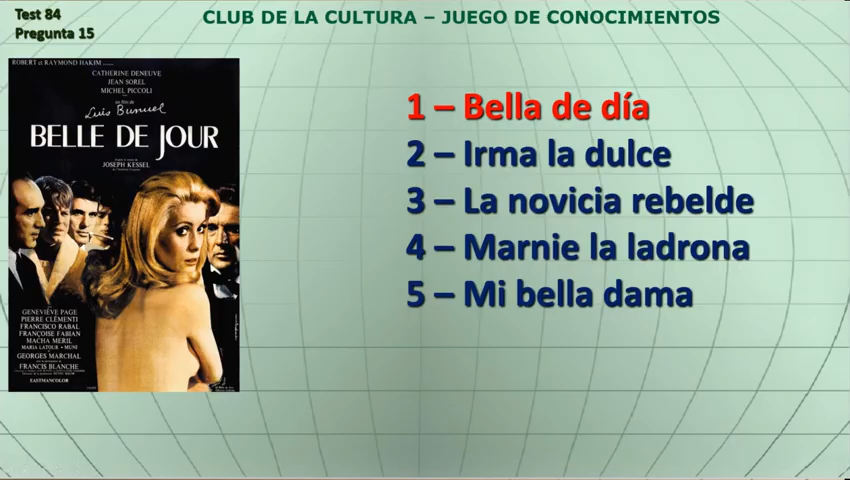 Test 84
Pregunta 15
CLUB DE LA CULTURA – JUEGO DE CONOCIMIENTOS
ROBERT et RAYMOND HAKIM
CATHERINE DENEUVE
JEAN SOREL
MICHEL PICCOLI
un film de
Luis Bunuel
BELLE DE JOUR
JOSEPH KESSEL
GENEVIÈVE PAGE
PIERRE CLÉMENTI
FRANCISCO RABAL
FRANÇOISE FABIAN
MACHA MERIL
MARIA LATOUR • MUNI
GEORGES MARCHAL
FRANCIS BLANCHE
EASTMANCOLOR
1 – Bella de día
2 – Irma la dulce
3 – La novicia rebelde
4 – Marnie la ladrona
5 – Mi bella dama